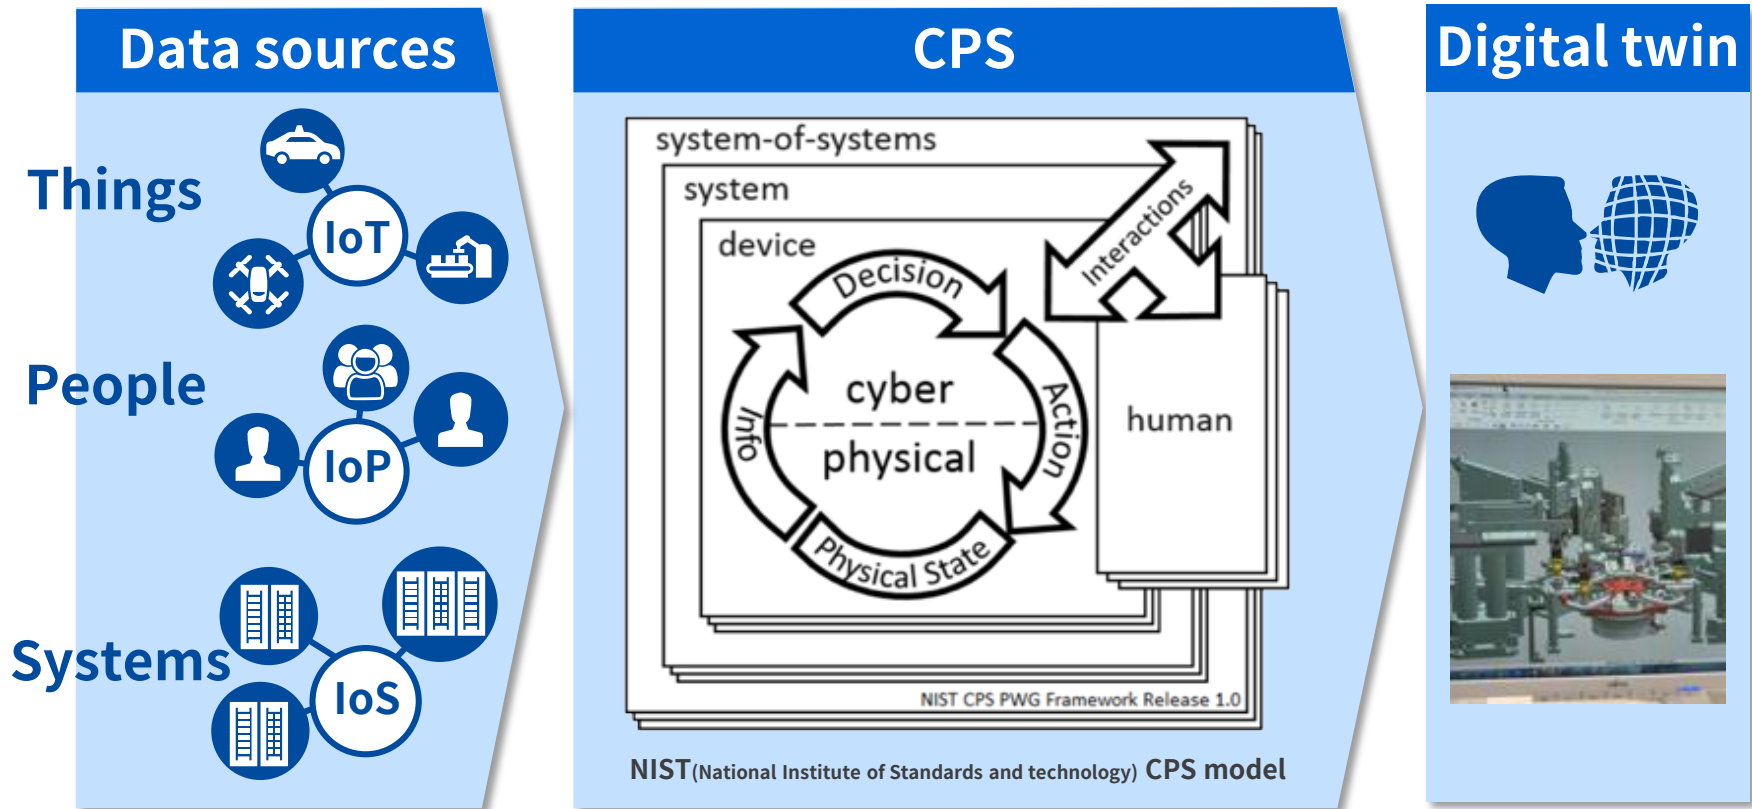 Data sources
Things
IoT
People
IoP
Systems
IoS
CPS
system-of-systems
system
device
Interactions
Decision
Action
Info
Physical State
cyber
physical
human
NIST CPS PWG Framework Release 1.0
NIST(National Institute of Standards and technology) CPS model
Digital twin